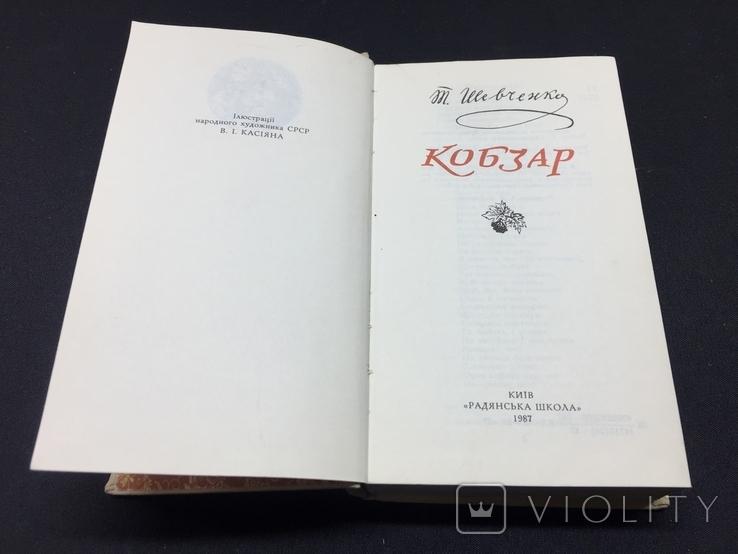 Ілюстрації
народного художника СРСР
В. І. КАСІЯНА
Т. Шевченко
КОБЗАР
КИЇВ
«РАДЯНСЬКА ШКОЛА»
1987
VIOLITY